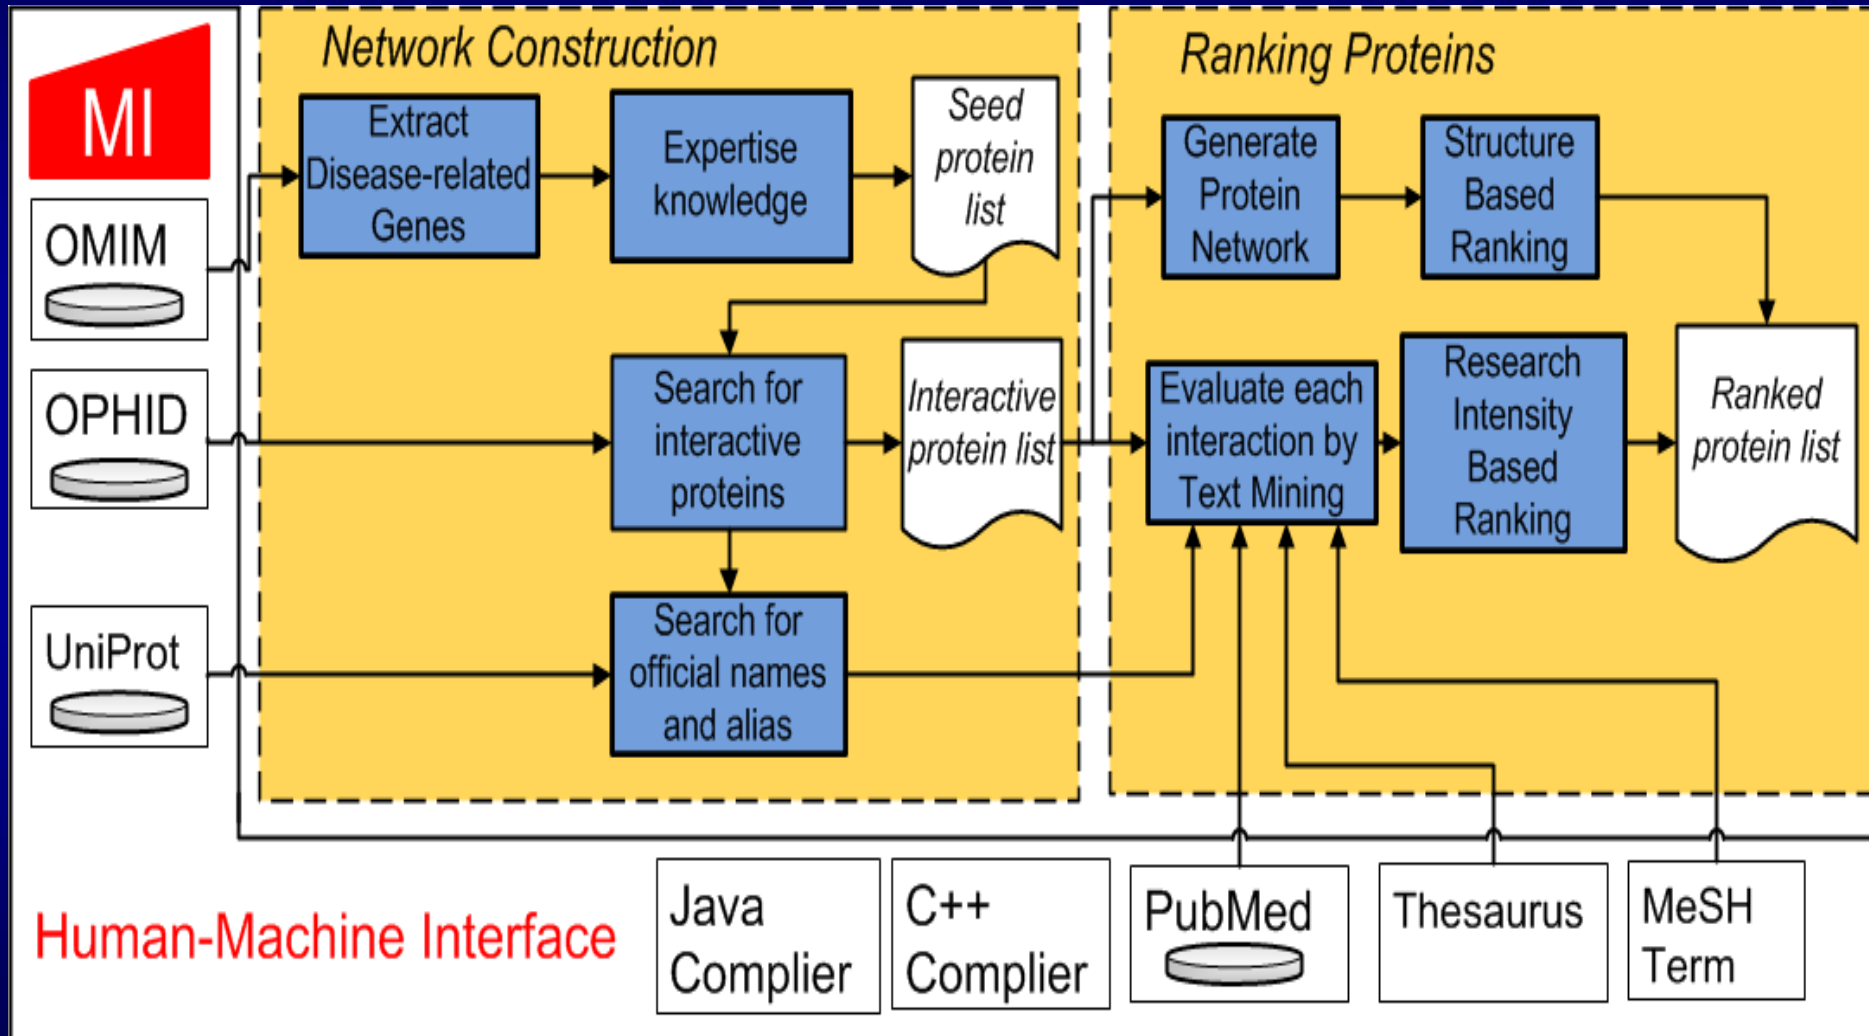 MI
OMIM
OPHID
UniProt
Network Construction
Extract
Disease-related
Genes
Expertise
knowledge
Seed
protein
list
Search for
interactive
proteins
Interactive
protein list
Search for
official names
and alias
Ranking Proteins
Generate
Protein
Network
Structure
Based
Ranking
Evaluate each
interaction by
Text Mining
Research
Intensity
Based
Ranking
Ranked
protein list
Human-Machine Interface
Java
Complier
C++
Complier
PubMed
Thesaurus
MeSH
Term